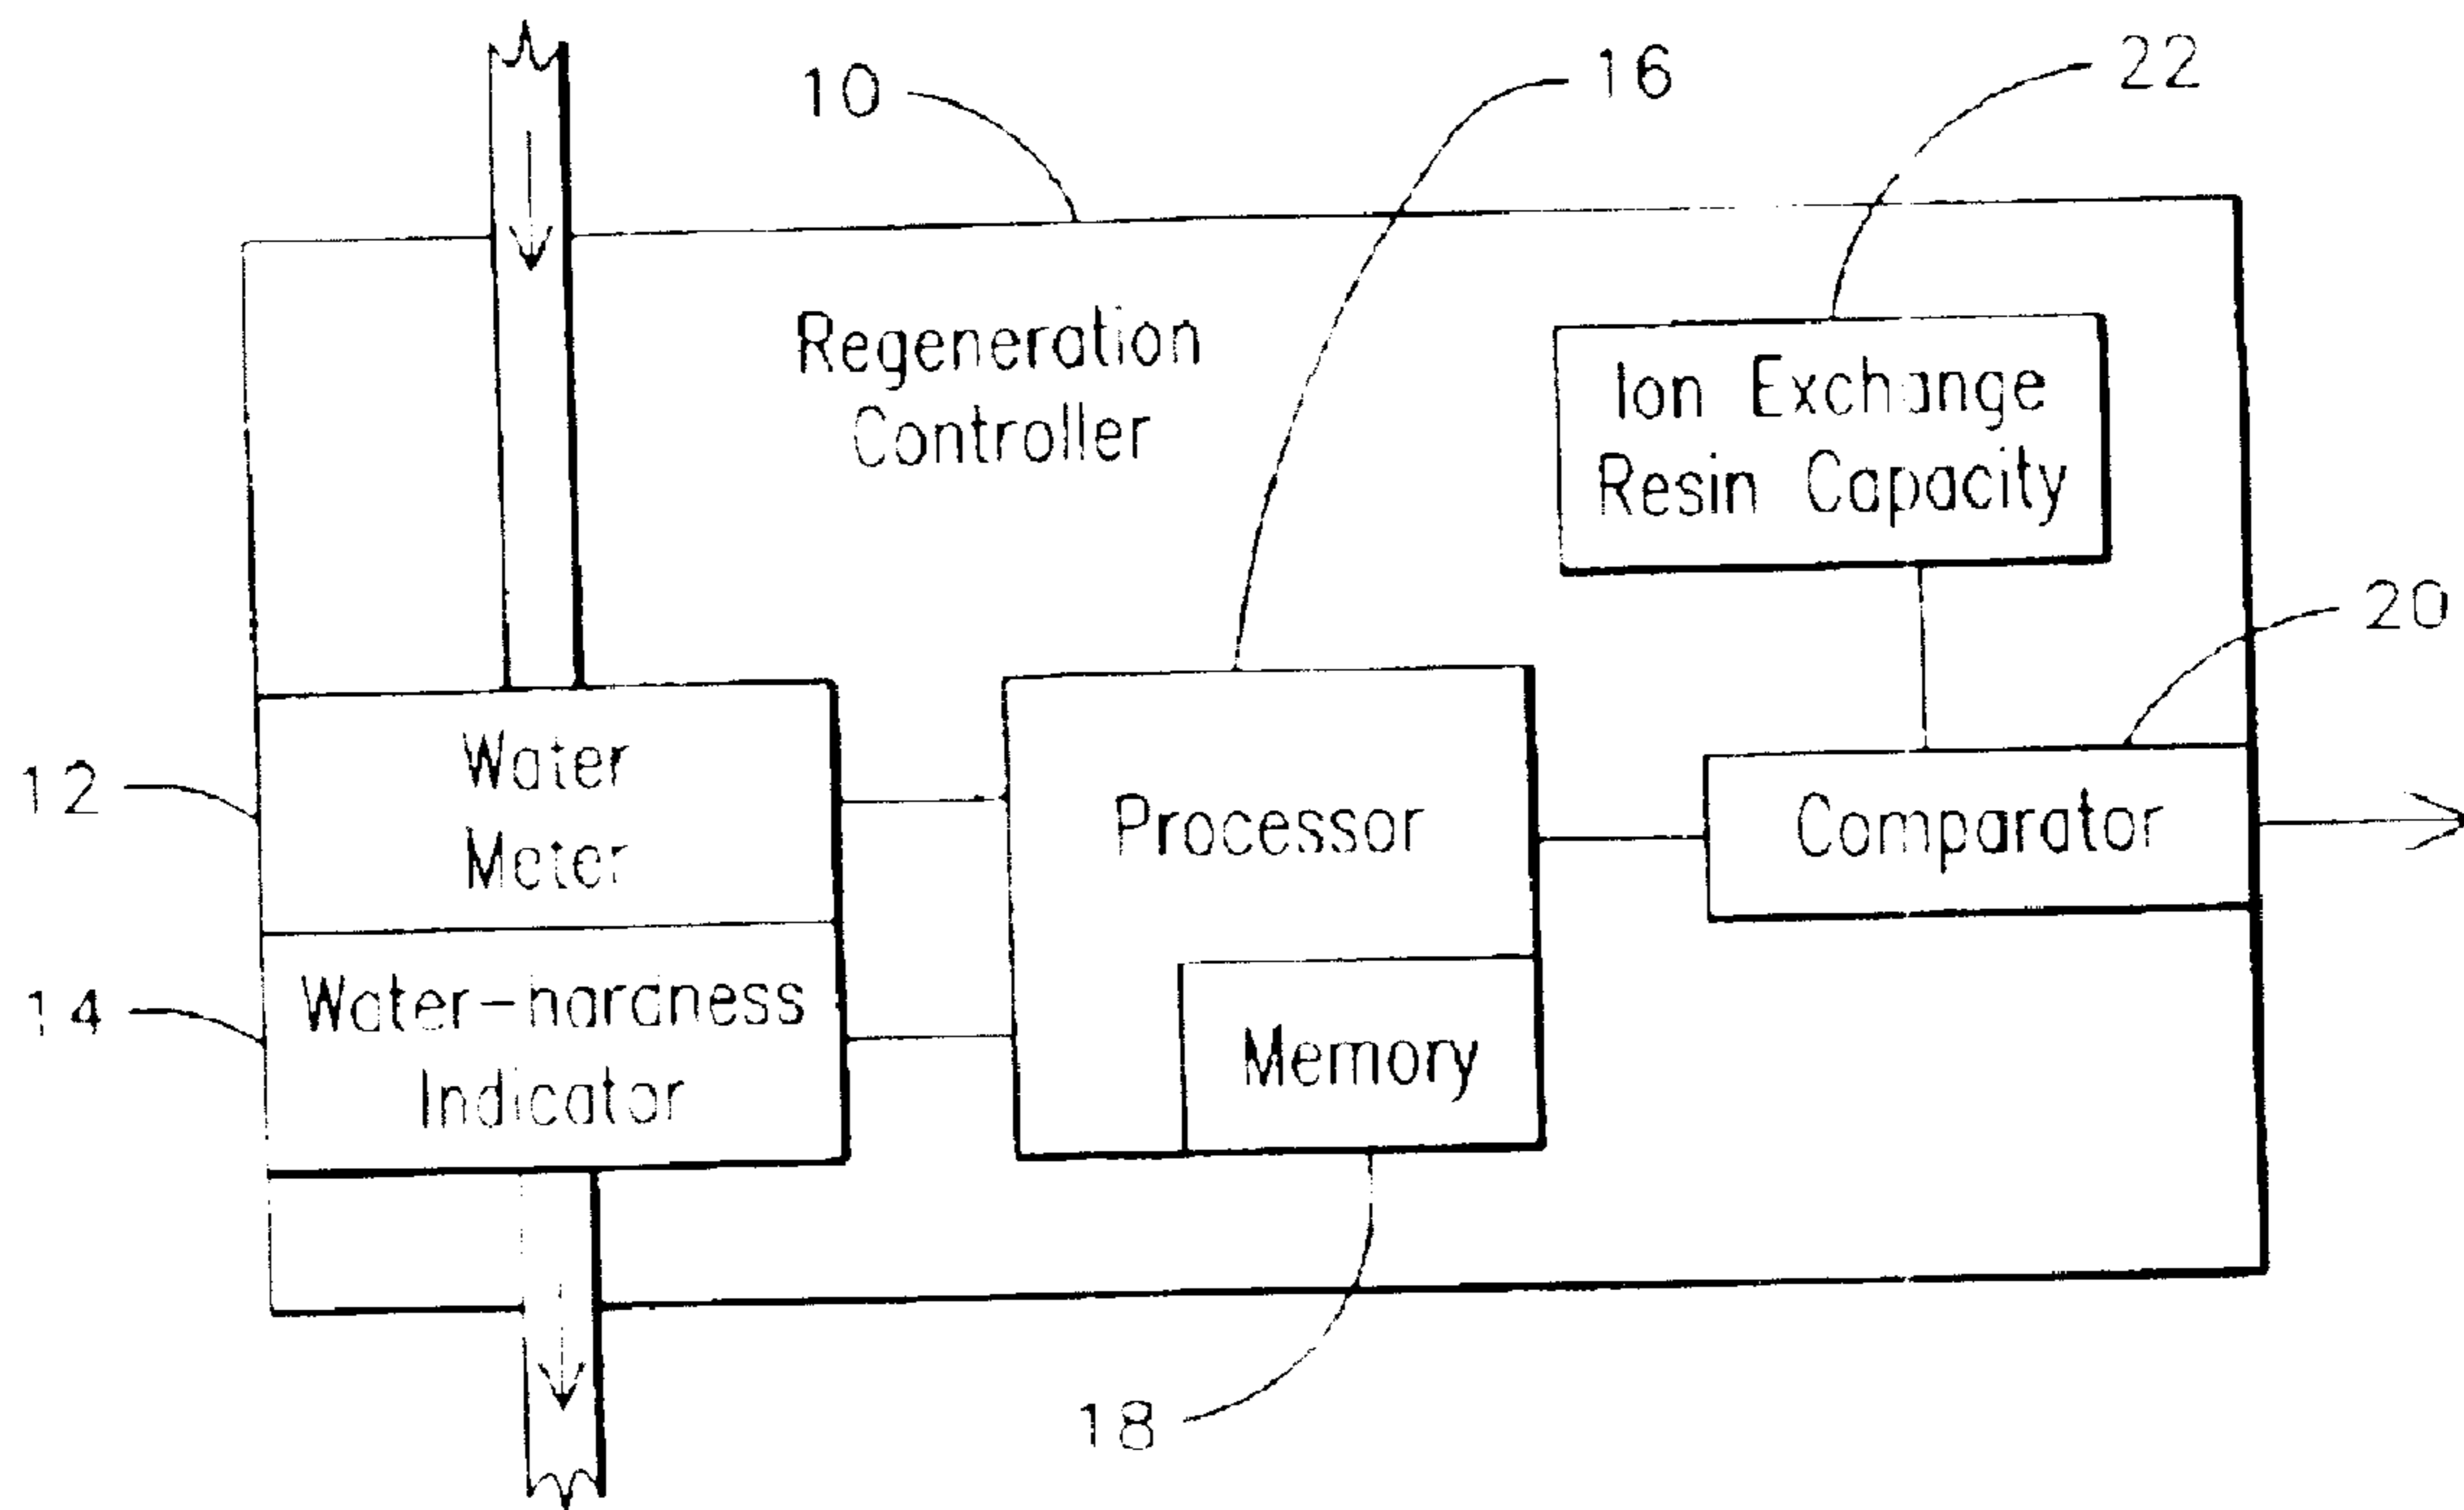 10
16
22
Regeneration
Controller
Ion Exchange
Resin Capacity
20
12
Water
Meter
Processor
Comparator
14
Water-hardness
Indicator
Memory
18